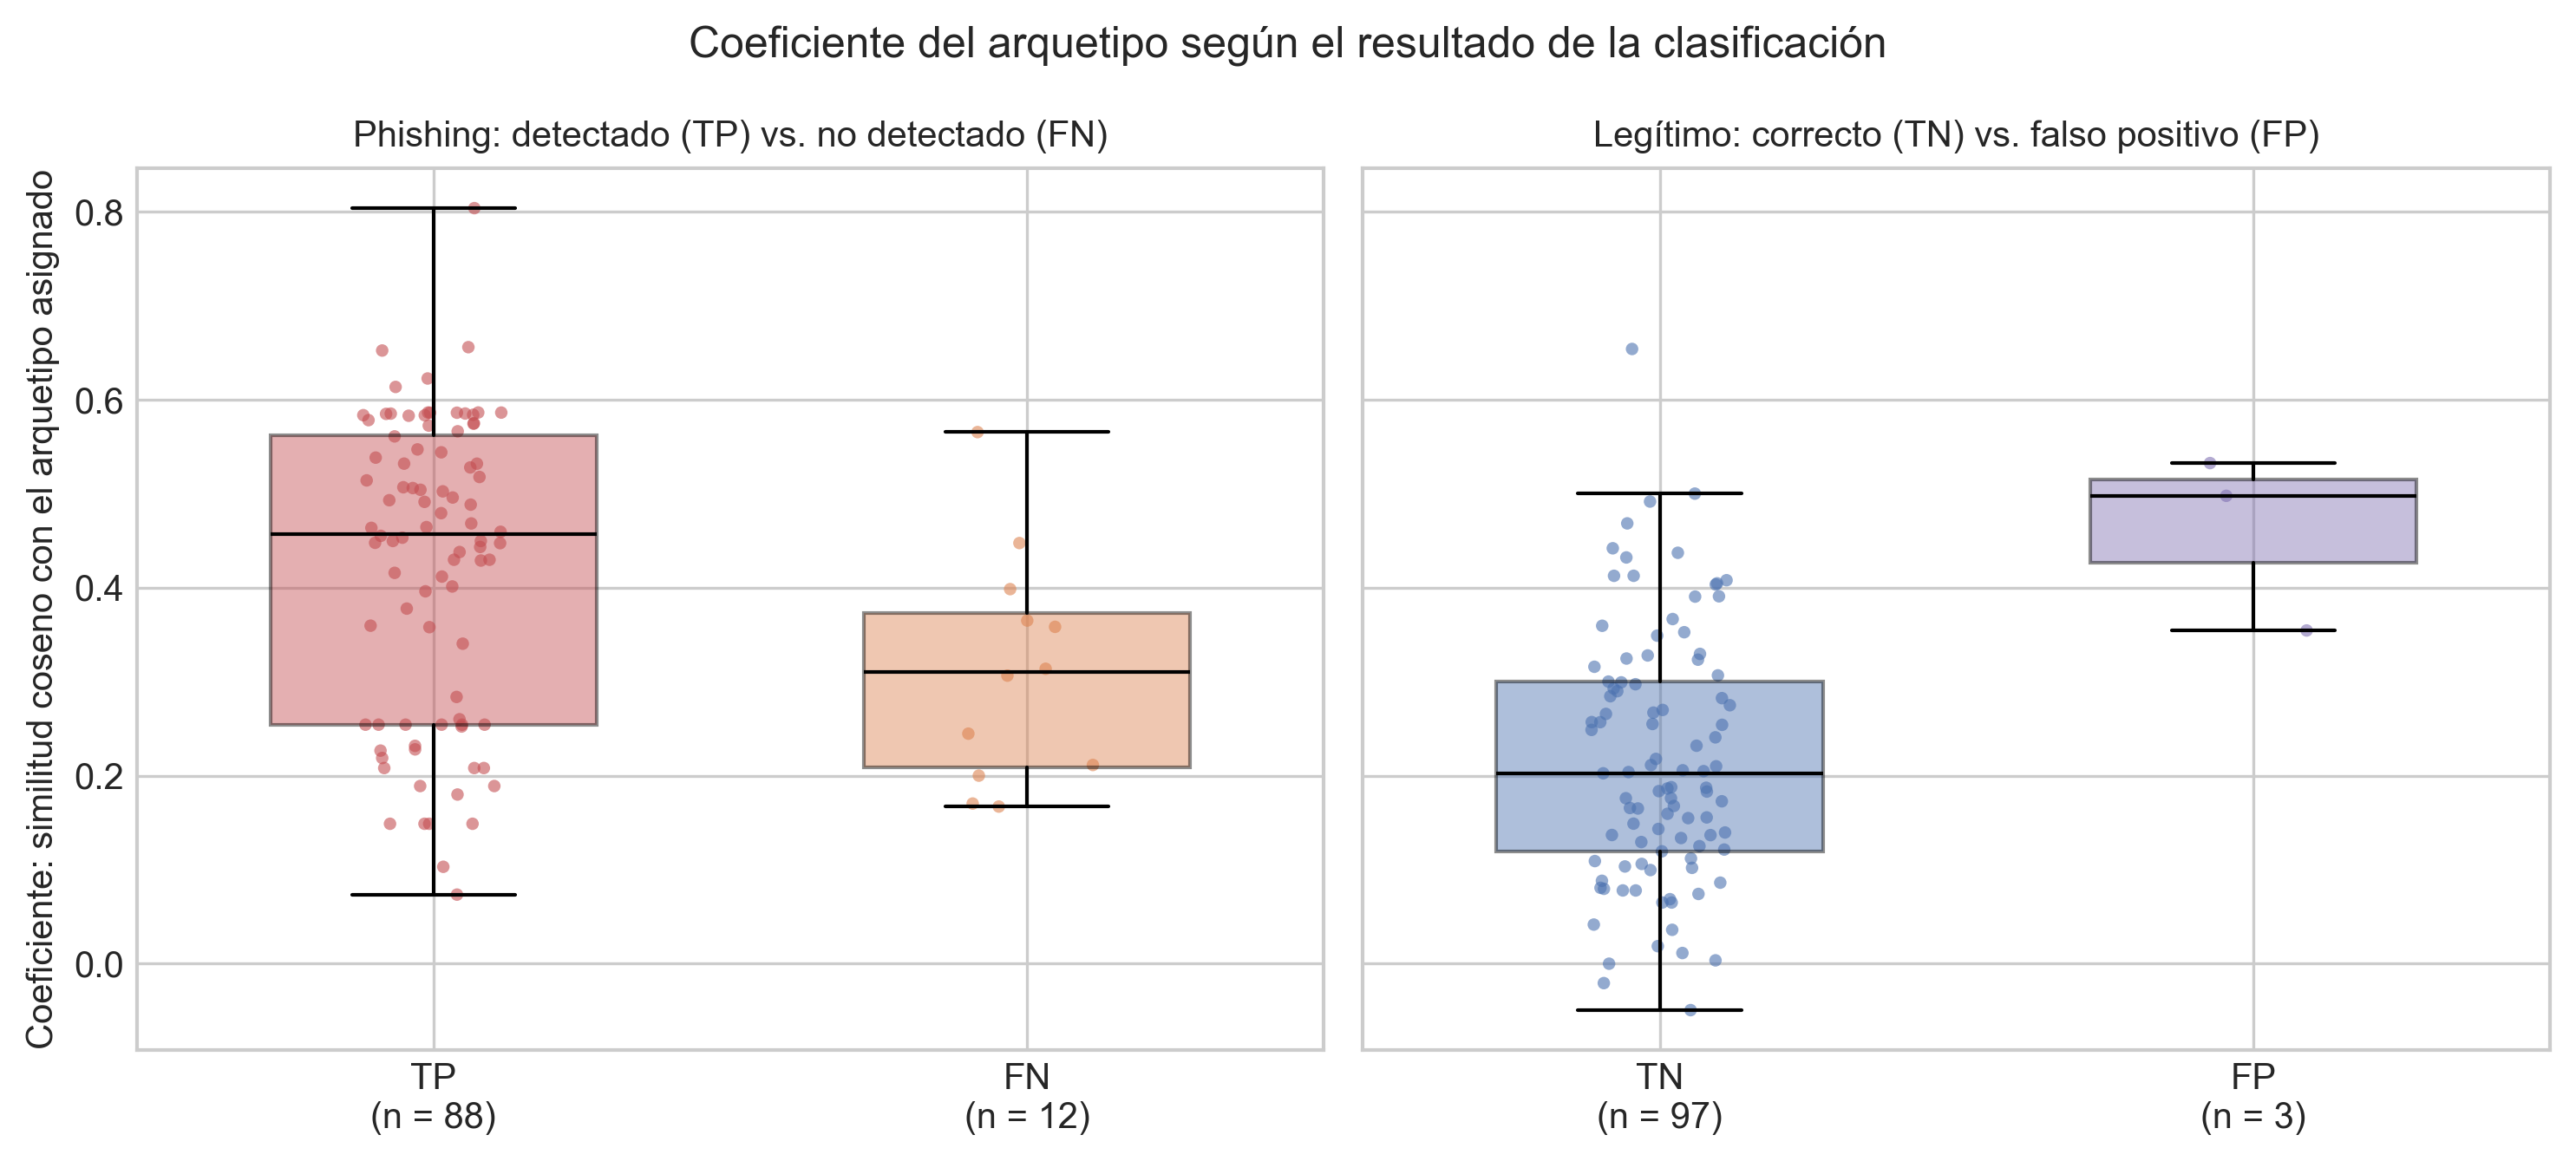 Coeficiente del arquetipo según el resultado de la clasificación
Phishing: detectado (TP) vs. no detectado (FN)
Legítimo: correcto (TN) vs. falso positivo (FP)
Coeficiente: similitud coseno con el arquetipo asignado
0.8
0.6
0.4
0.2
0.0
TP
(n = 88)
FN
(n = 12)
TN
(n = 97)
FP
(n = 3)